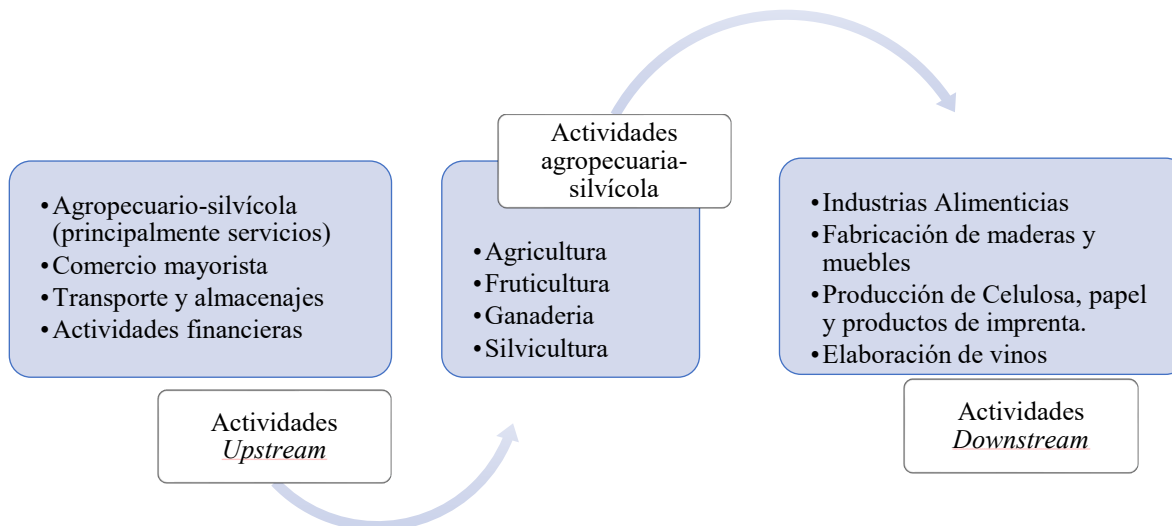 •Agropecuario-silvícola
(principalmente servicios)
•Comercio mayorista
•Transporte y almacenajes
•Actividades financieras
Actividades
Upstream
Actividades
agropecuaria-
silvícola
•Agricultura
•Fruticultura
•Ganaderia
•Silvicultura
•Industrias Alimenticias
•Fabricación de maderas y
muebles
•Producción de Celulosa, papel
y productos de imprenta.
•Elaboración de vinos
Actividades
Downstream